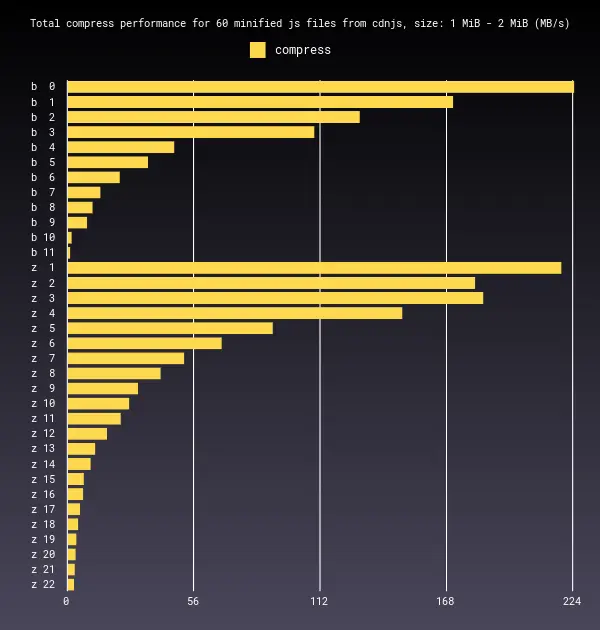 Total compress performance for 60 minified js files from cdnjs, size: 1 MiB - 2 MiB (MB/s)
compress
b 0
b 1
b 2
b 3
b 4
b 5
b 6
b 7
b 8
b 9
b 10
b 11
z 1
z 2
z 3
z 4
z 5
z 6
z 7
z 8
z 9
z 10
z 11
z 12
z 13
z 14
z 15
z 16
z 17
z 18
z 19
z 20
z 21
z 22
0 56 112 168 224